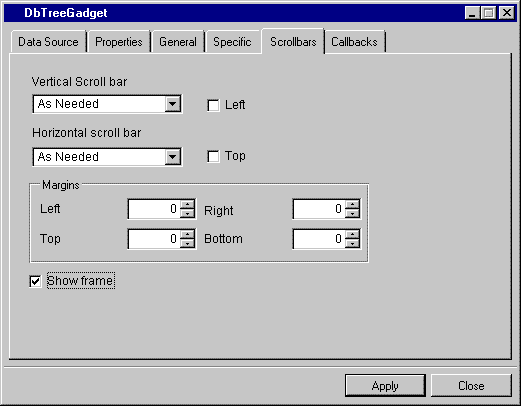 DbTreeGadget
Data Source Properties General Specific Scrollbars Callbacks
Vertical Scroll bar
As Needed Left
Horizontal scroll bar
As Needed Top
Margins
Left 0 Right 0
Top 0 Bottom 0
Show frame
Apply Close